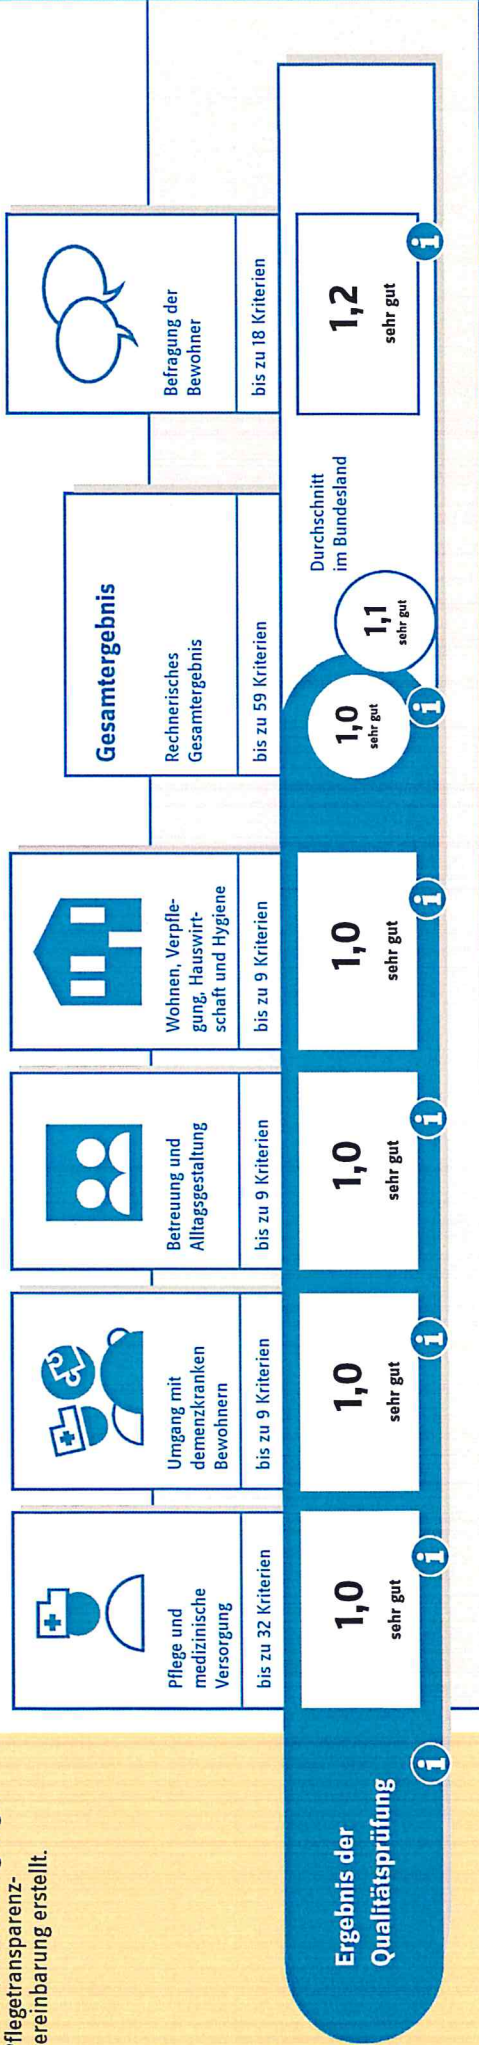 flegetransparenz-
ereinbarung erstellt.
Ergebnis der
Qualitätsprüfung
Pflege und
medizinische
Versorgung
bis zu 32 Kriterien
1,0
sehr gut
Umgang mit
demenzkranken
Bewohnern
bis zu 9 Kriterien
1,0
sehr gut
Betreuung und
Alltagsgestaltung
bis zu 9 Kriterien
1,0
sehr gut
Wohnen, Verpfle-
gung, Hauswirt-
schaft und Hygiene
bis zu 9 Kriterien
1,0
sehr gut
Gesamtergebnis
Rechnerisches
Gesamtergebnis
bis zu 59 Kriterien
1,0
sehr gut
1,1
sehr gut
Durchschnitt
im Bundesland
Befragung der
Bewohner
bis zu 18 Kriterien
1,2
sehr gut